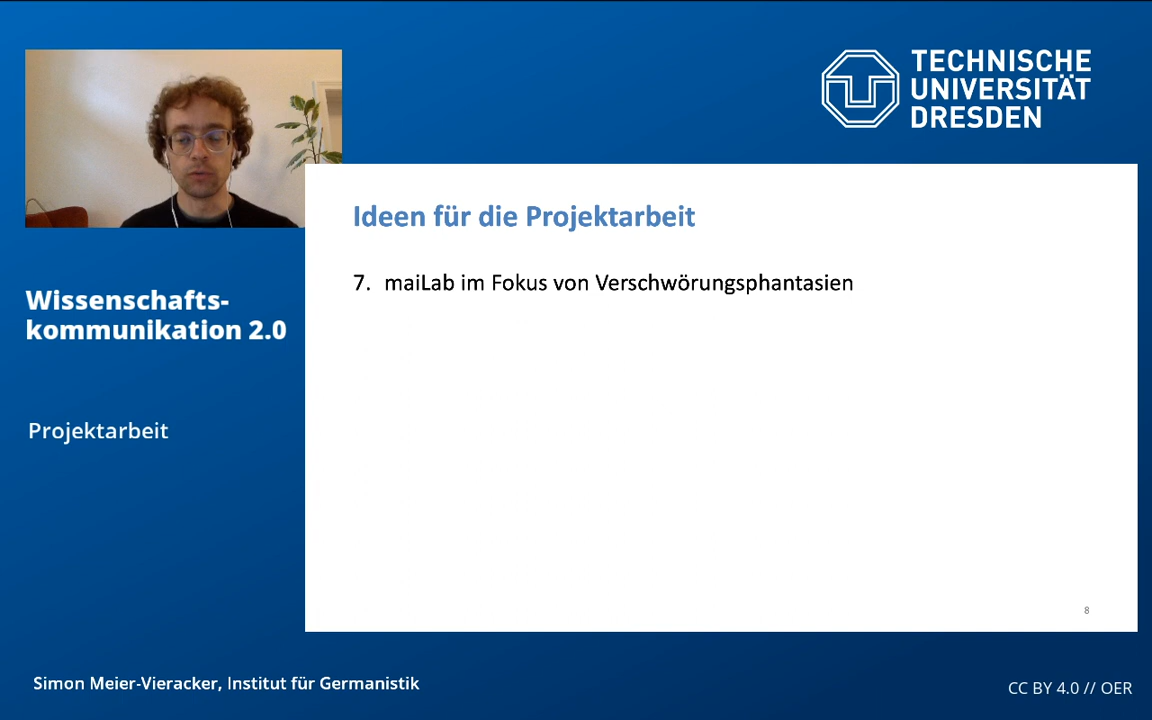 TECHNISCHE
UNIVERSITÄT
DRESDEN
Ideen für die Projektarbeit
7. maiLab im Fokus von Verschwörungsphantasien
Wissenschafts-
kommunikation 2.0
Projektarbeit
8
Simon Meier-Vieracker, Institut für Germanistik
CC BY 4.0 // OER